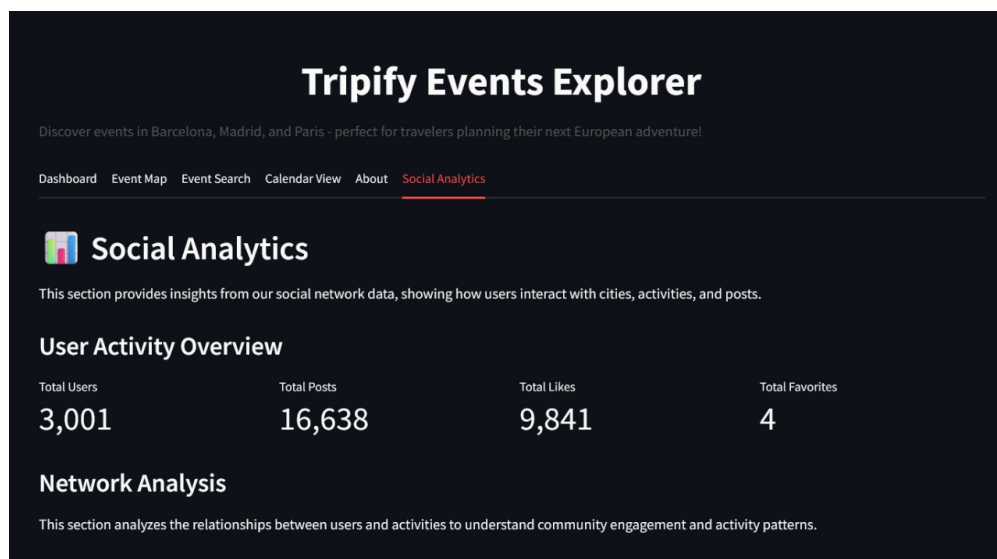 Tripify Events Explorer
Discover events in Barcelona, Madrid, and Paris - perfect for travelers planning their next European adventure!
Dashboard Event Map Event Search Calendar View About Social Analytics
Social Analytics
This section provides insights from our social network data, showing how users interact with cities, activities, and posts.
User Activity Overview
Total Users Total Posts Total Likes Total Favorites
3,001 16,638 9,841 4
Network Analysis
This section analyzes the relationships between users and activities to understand community engagement and activity patterns.